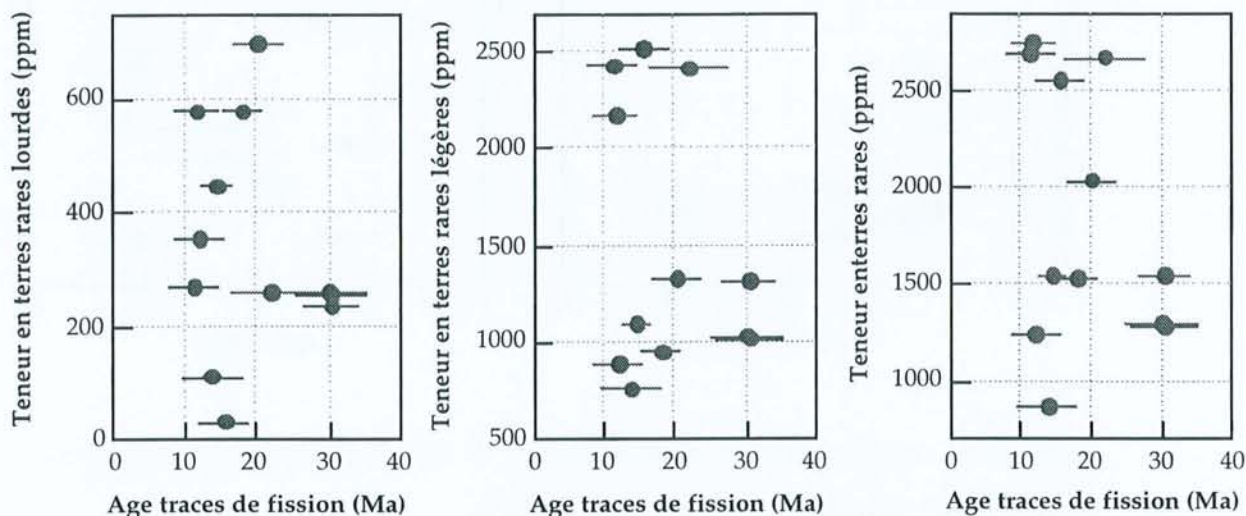 Teneur en terres rares lourdes (ppm)
600
400
200
0
0 10 20 30 40
Age traces de fission (Ma)
Teneur en terres rares légères (ppm)
2500
2000
1500
1000
500
0 10 20 30 40
Age traces de fission (Ma)
Teneur enterres rares (ppm)
2500
2000
1500
1000
0 10 20 30 40
Age traces de fission (Ma)